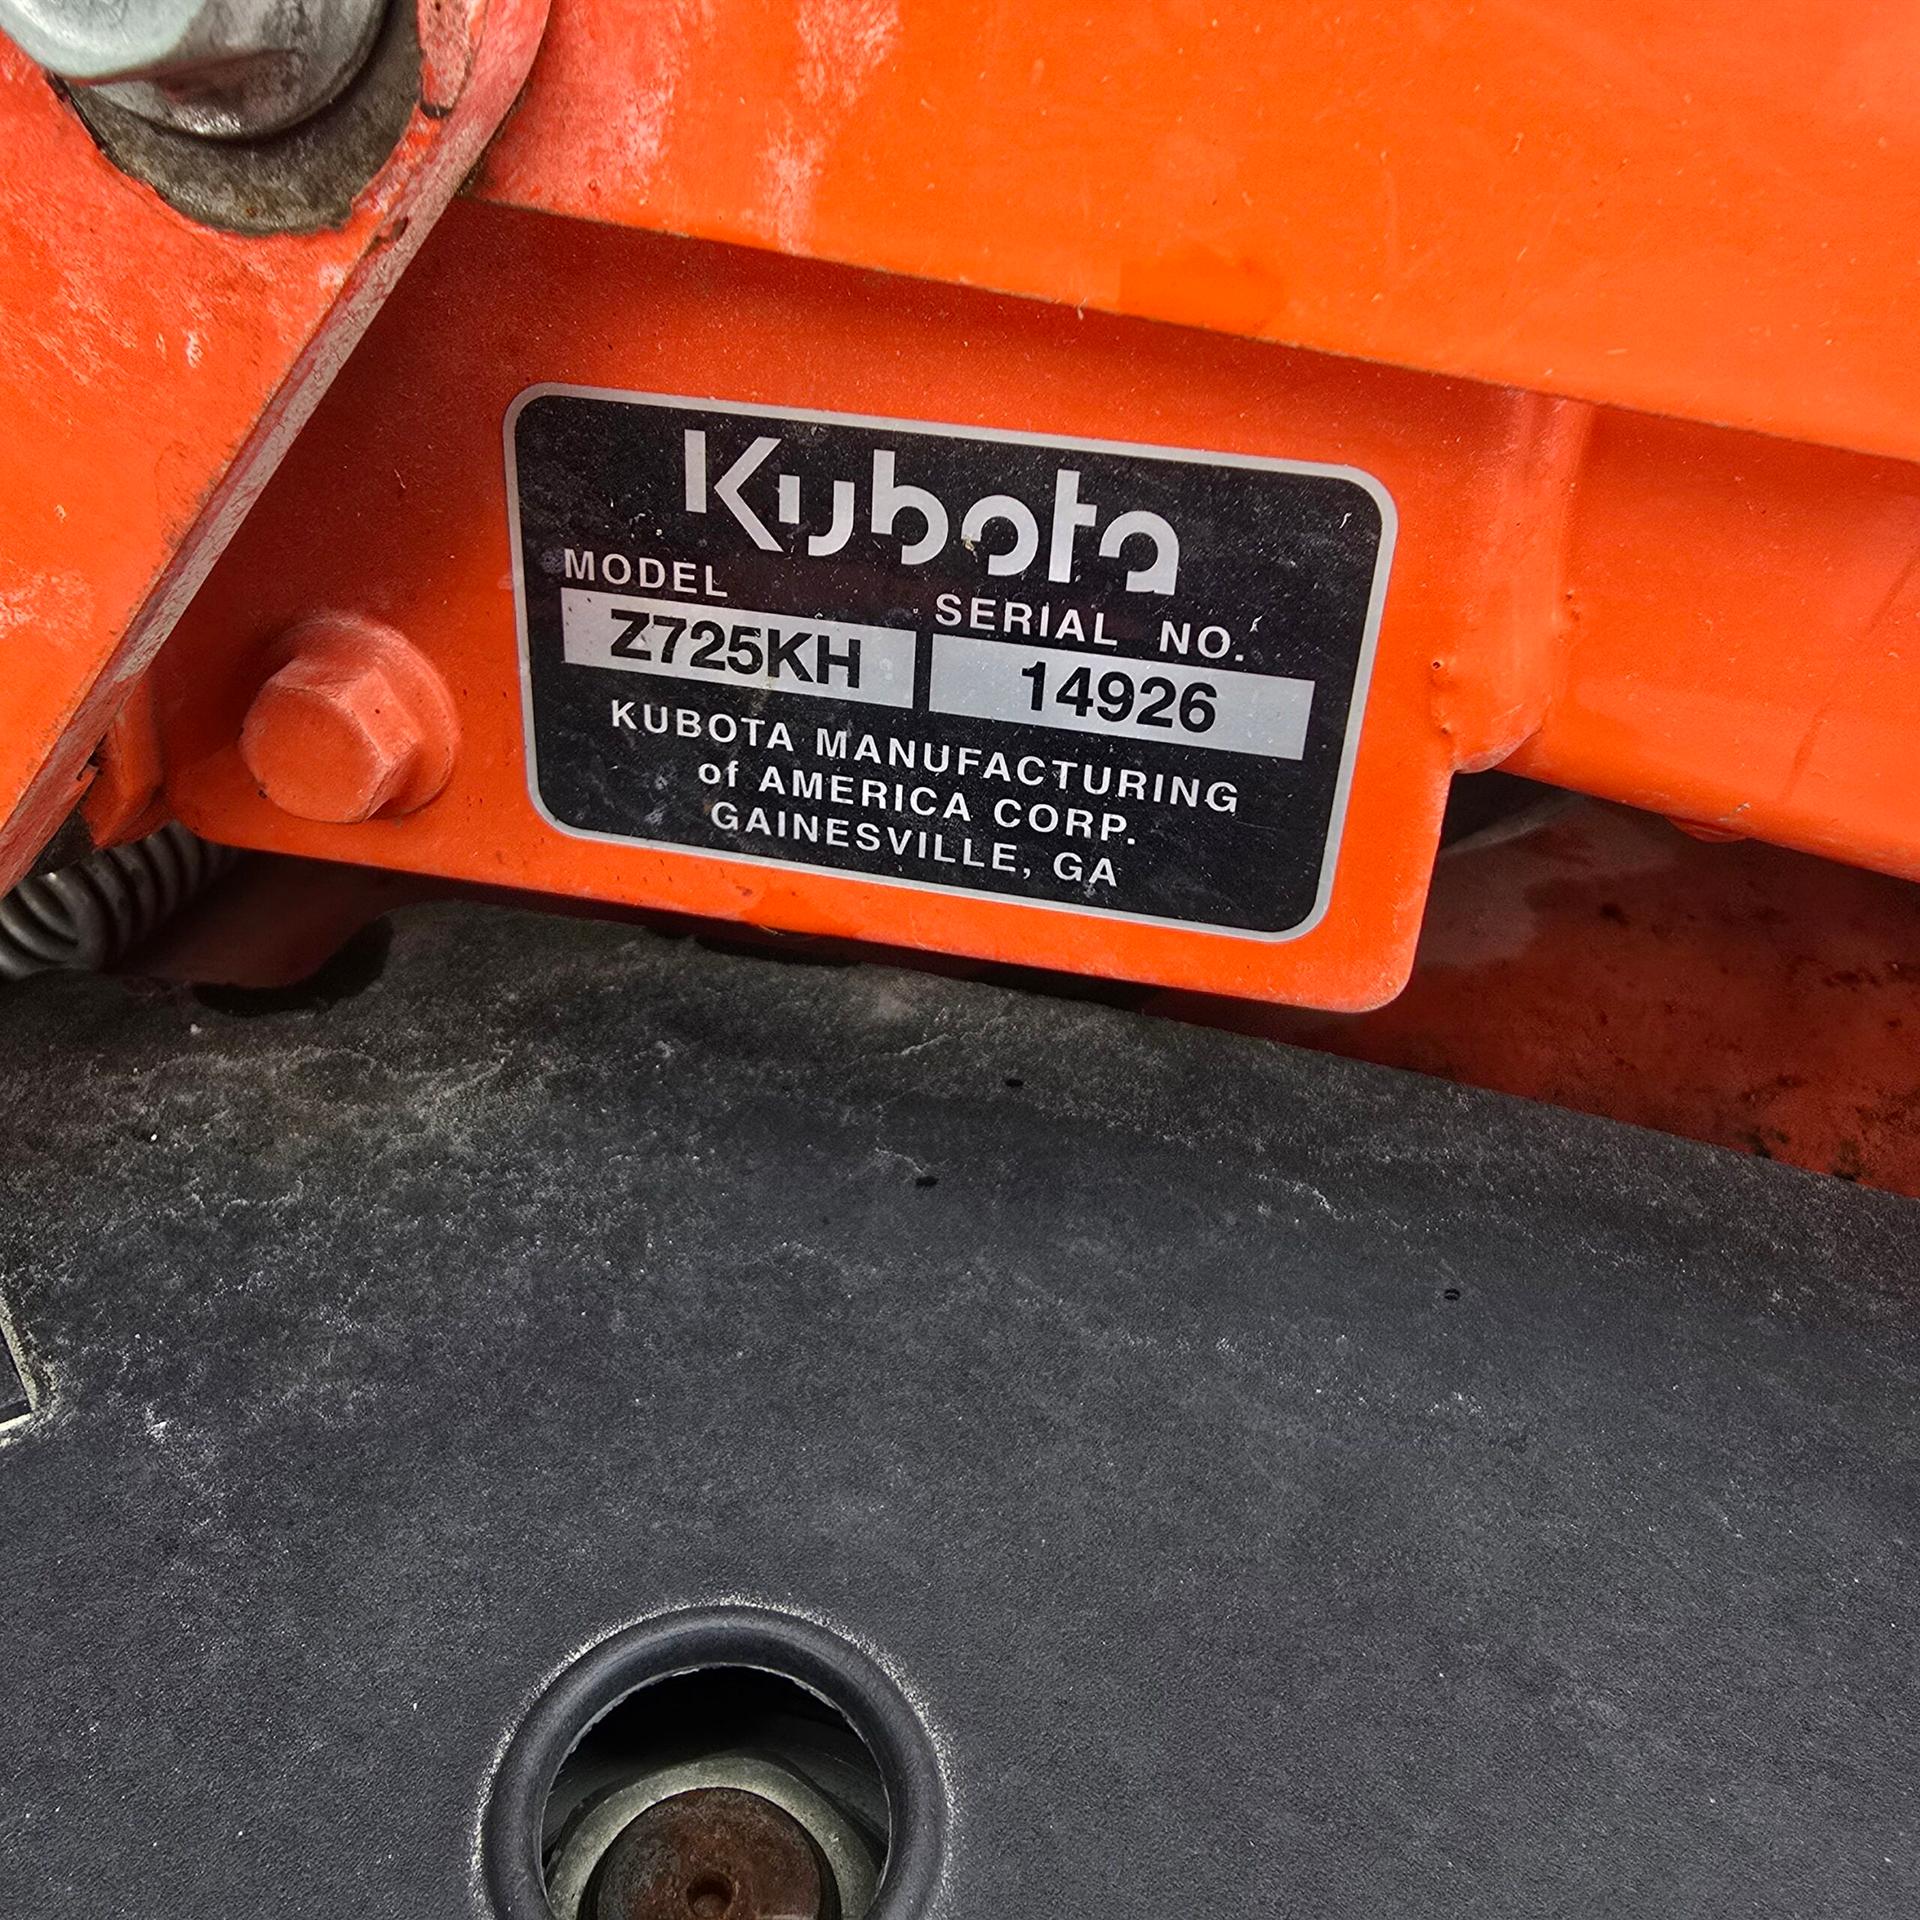 Kubota
MODEL
SERIAL NO.
Z725KH
14926
KUBOTA MANUFACTURING
of AMERICA CORP.
GAINESVILLE, GA